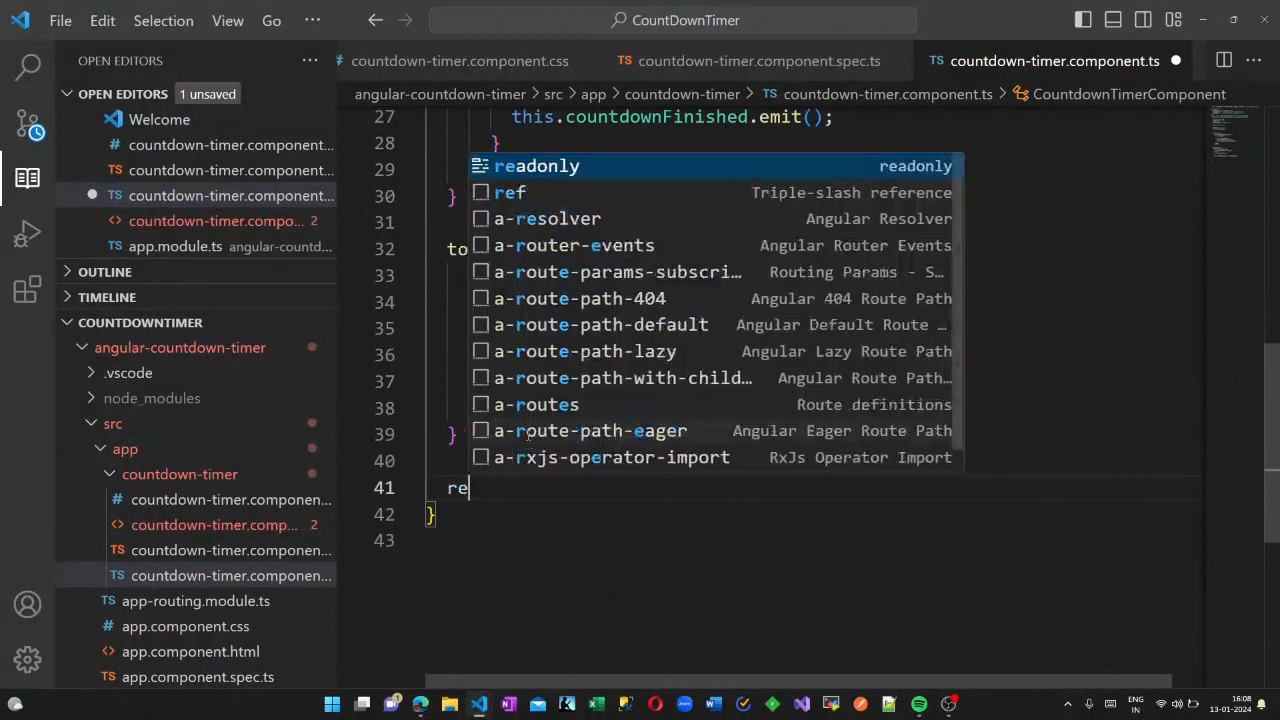 File Edit Selection View Go ···
CountDownTimer
OPEN EDITORS ···
countdown-timer.component.css
TS countdown-timer.component.spec.ts
TS countdown-timer.component.ts
OPEN EDITORS 1 unsaved
Welcome
# countdown-timer.component...
TS countdown-timer.component...
countdown-timer.component...
<> countdown-timer.compo... 2
TS app.module.ts angular-countd...
OUTLINE
TIMELINE
COUNTDOWNTIMER
angular-countdown-timer
.vscode
node_modules
src
app
countdown-timer
# countdown-timer.componen...
<> countdown-timer.comp... 2
TS countdown-timer.componen...
TS countdown-timer.componen...
TS app-routing.module.ts
# app.component.css
<> app.component.html
TS app.component.spec.ts
angular-countdown-timer > src > app > countdown-timer > TS countdown-timer.component.ts > CountDownTimerComponent
27 this.countdownFinished.emit();
28 }
29
30 }
31
32 to
33
34
35
36
37
38
39 }
40
41 re
42 }
43
readonly readonly
ref Triple-slash reference
a-resolver Angular Resolver
a-router-events Angular Router Events
a-route-params-subscri... Routing Params - S...
a-route-path-404 Angular 404 Route Path
a-route-path-default Angular Default Route ...
a-route-path-lazy Angular Lazy Route Path
a-route-path-with-child... Angular Route Path...
a-routes Route definitions
a-route-path-eager Angular Eager Route Path
a-rxjs-operator-import RxJs Operator Import
ENG
IN
16:08
13-01-2024